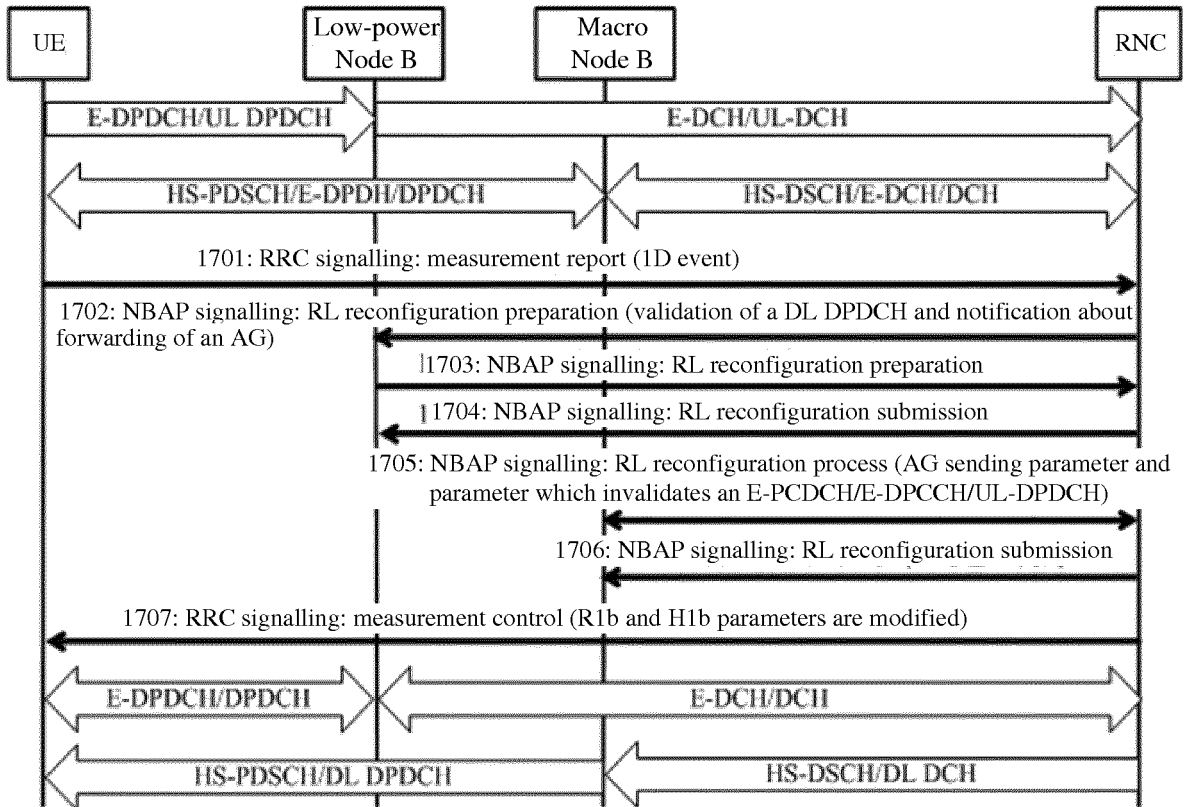 UE
Low-power
Node B
Macro
Node B
RNC
E-DPDCH/UL DPDCH
E-DCH/UL-DCH
HS-PDSCH/E-DPDH/DPDCH
HS-DSCH/E-DCH/DCH
1701: RRC signalling: measurement report (1D event)
1702: NBAP signalling: RL reconfiguration preparation (validation of a DL DPDCH and notification about
forwarding of an AG)
1703: NBAP signalling: RL reconfiguration preparation
1704: NBAP signalling: RL reconfiguration submission
1705: NBAP signalling: RL reconfiguration process (AG sending parameter and
parameter which invalidates an E-PCDCH/E-DPCCH/UL-DPDCH)
1706: NBAP signalling: RL reconfiguration submission
1707: RRC signalling: measurement control (R1b and H1b parameters are modified)
E-DPDCH/DPDCH
E-DCH/DCH
HS-PDSCH/DL DPDCH
HS-DSCH/DL DCH